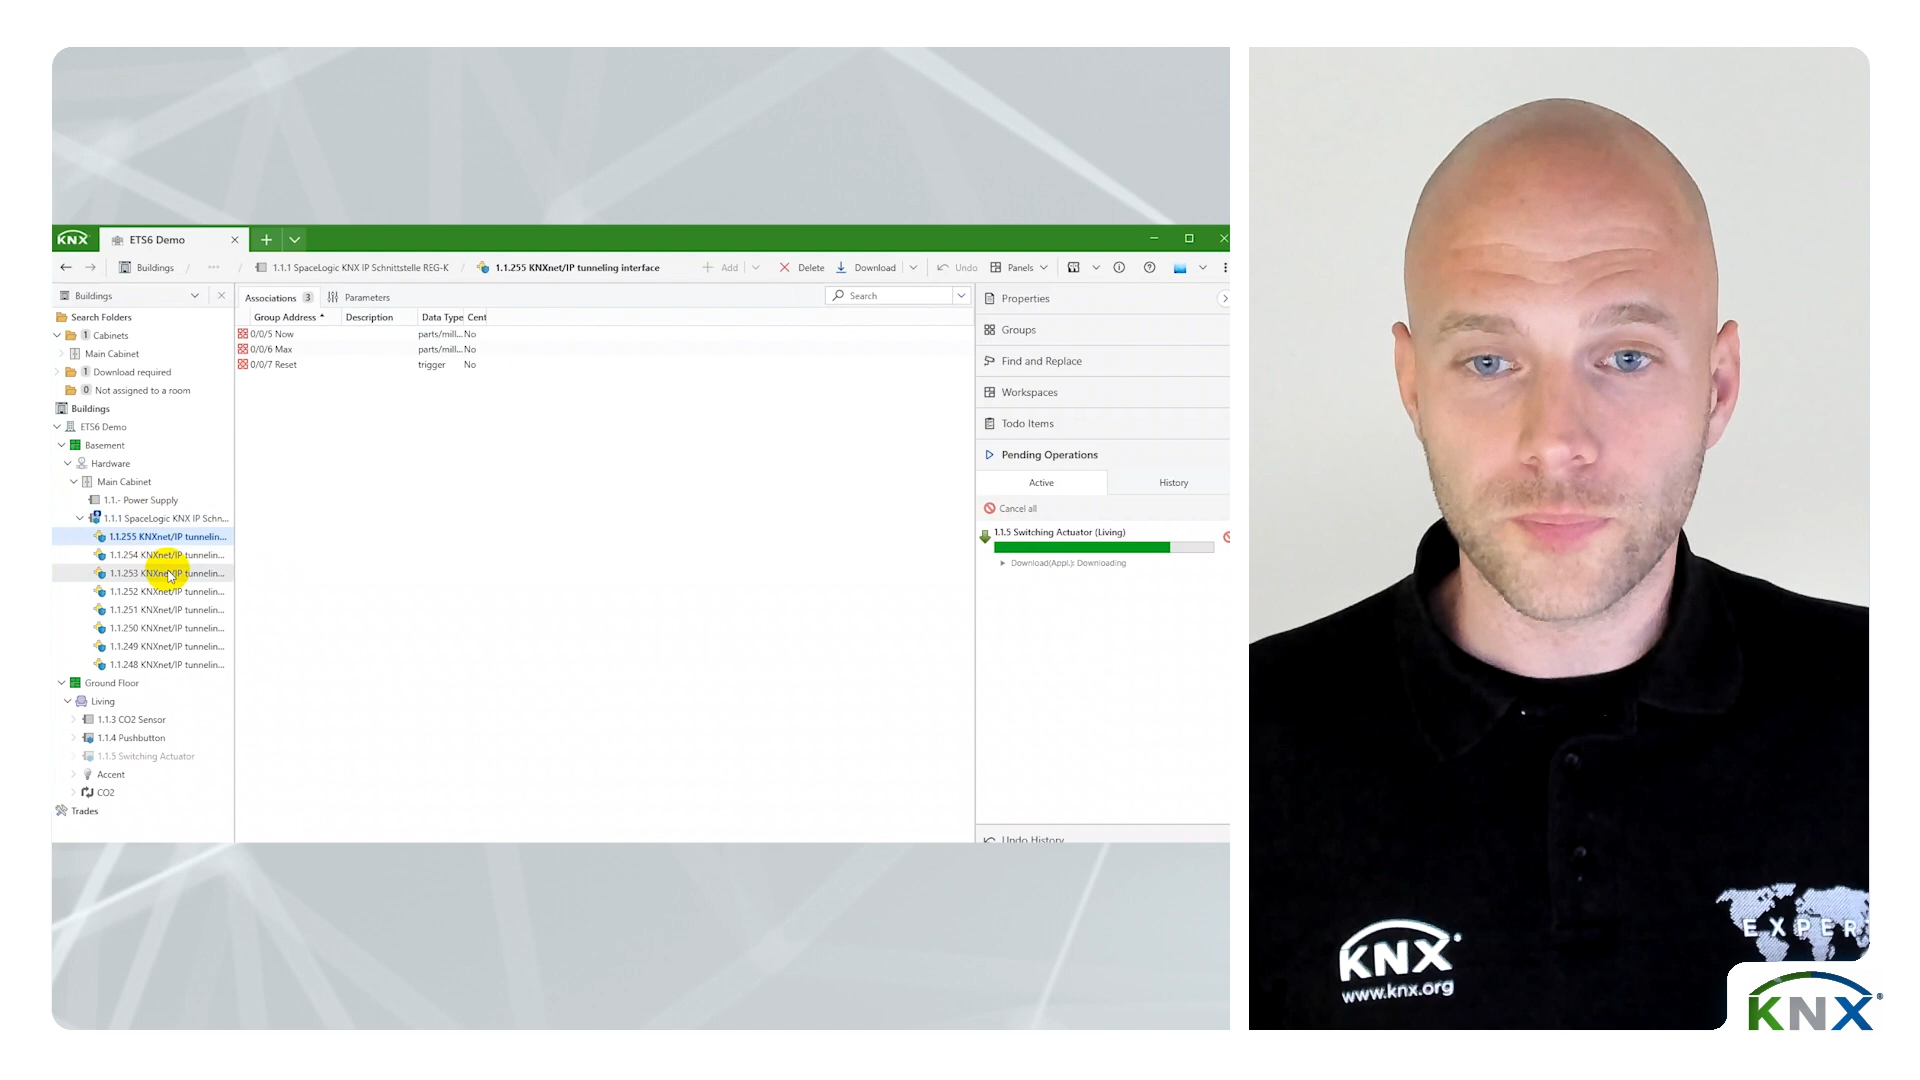 KNX
ETS6 Demo
Buildings / ··· / 1.1.1 SpaceLogic KNX IP Schnittstelle REG-K / 1.1.255 KNXnet/IP tunneling interface
Add Delete Download Undo Panels
Buildings
Search Folders
1 Cabinets
Main Cabinet
1 Download required
0 Not assigned to a room
Buildings
ETS6 Demo
Basement
Hardware
Main Cabinet
1.1.- Power Supply
1.1.1 SpaceLogic KNX IP Schn...
1.1.255 KNXnet/IP tunnelin...
1.1.254 KNXnet/IP tunnelin...
1.1.253 KNXnet/IP tunnelin...
1.1.252 KNXnet/IP tunnelin...
1.1.251 KNXnet/IP tunnelin...
1.1.250 KNXnet/IP tunnelin...
1.1.249 KNXnet/IP tunnelin...
1.1.248 KNXnet/IP tunnelin...
Ground Floor
Living
1.1.3 CO2 Sensor
1.1.4 Pushbutton
1.1.5 Switching Actuator
Accent
CO2
Trades
Associations 3 Parameters
Search
Group Address Description Data Type Cent
0/0/5 Now parts/mill... No
0/0/6 Max parts/mill... No
0/0/7 Reset trigger No
Properties
Groups
Find and Replace
Workspaces
Todo Items
Pending Operations
Active History
Cancel all
1.1.5 Switching Actuator (Living)
Download(Appl.): Downloading
Undo History
KNX
www.knx.org
EXPER
KNX